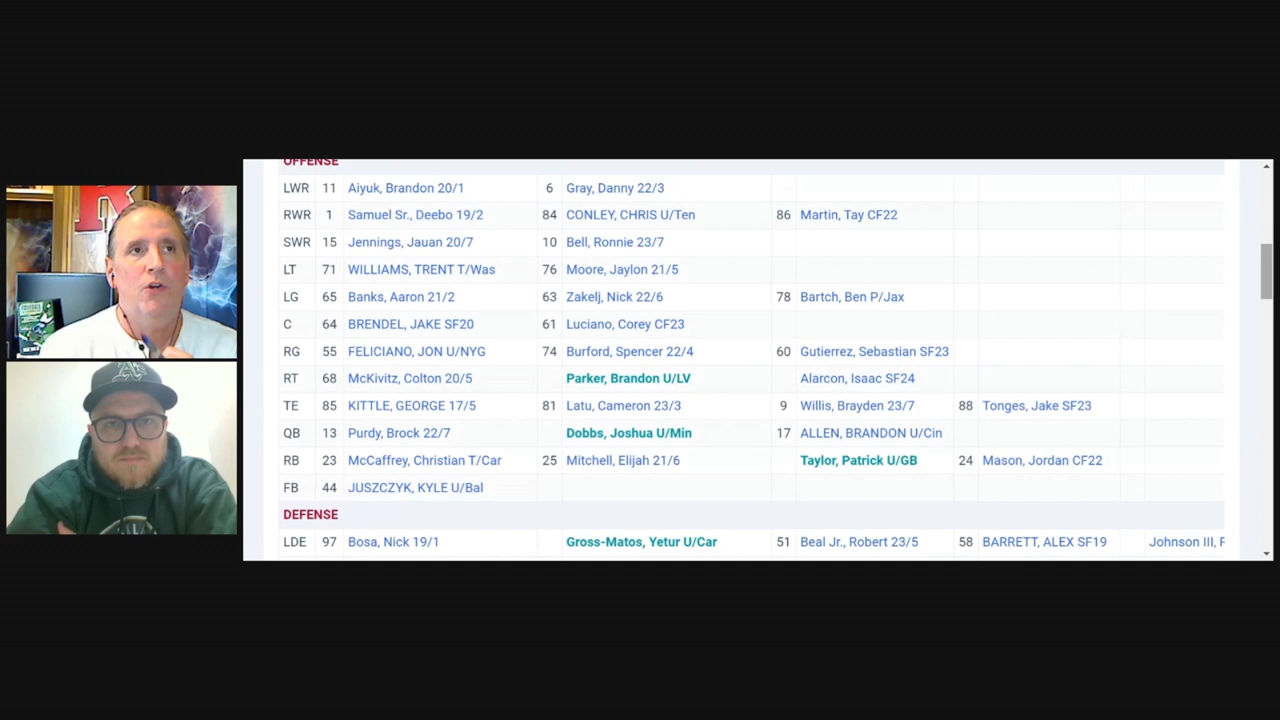 OFFENSE
LWR 11 Aiyuk, Brandon 20/1 6 Gray, Danny 22/3
RWR 1 Samuel Sr., Deebo 19/2 84 CONLEY, CHRIS U/Ten 86 Martin, Tay CF22
SWR 15 Jennings, Jauan 20/7 10 Bell, Ronnie 23/7
LT 71 WILLIAMS, TRENT T/Was 76 Moore, Jaylon 21/5
LG 65 Banks, Aaron 21/2 63 Zakelj, Nick 22/6 78 Bartch, Ben P/Jax
C 64 BRENDEL, JAKE SF20 61 Luciano, Corey CF23
RG 55 FELICIANO, JON U/NYG 74 Burford, Spencer 22/4 60 Gutierrez, Sebastian SF23
RT 68 McKivitz, Colton 20/5 Parker, Brandon U/LV Alarcon, Isaac SF24
TE 85 KITTLE, GEORGE 17/5 81 Latu, Cameron 23/3 9 Willis, Brayden 23/7 88 Tonges, Jake SF23
QB 13 Purdy, Brock 22/7 Dobbs, Joshua U/Min 17 ALLEN, BRANDON U/Cin
RB 23 McCaffrey, Christian T/Car 25 Mitchell, Elijah 21/6 Taylor, Patrick U/GB 24 Mason, Jordan CF22
FB 44 JUSZCZYK, KYLE U/Bal
DEFENSE
LDE 97 Bosa, Nick 19/1 Gross-Matos, Yetur U/Car 51 Beal Jr., Robert 23/5 58 BARRETT, ALEX SF19 Johnson III, F